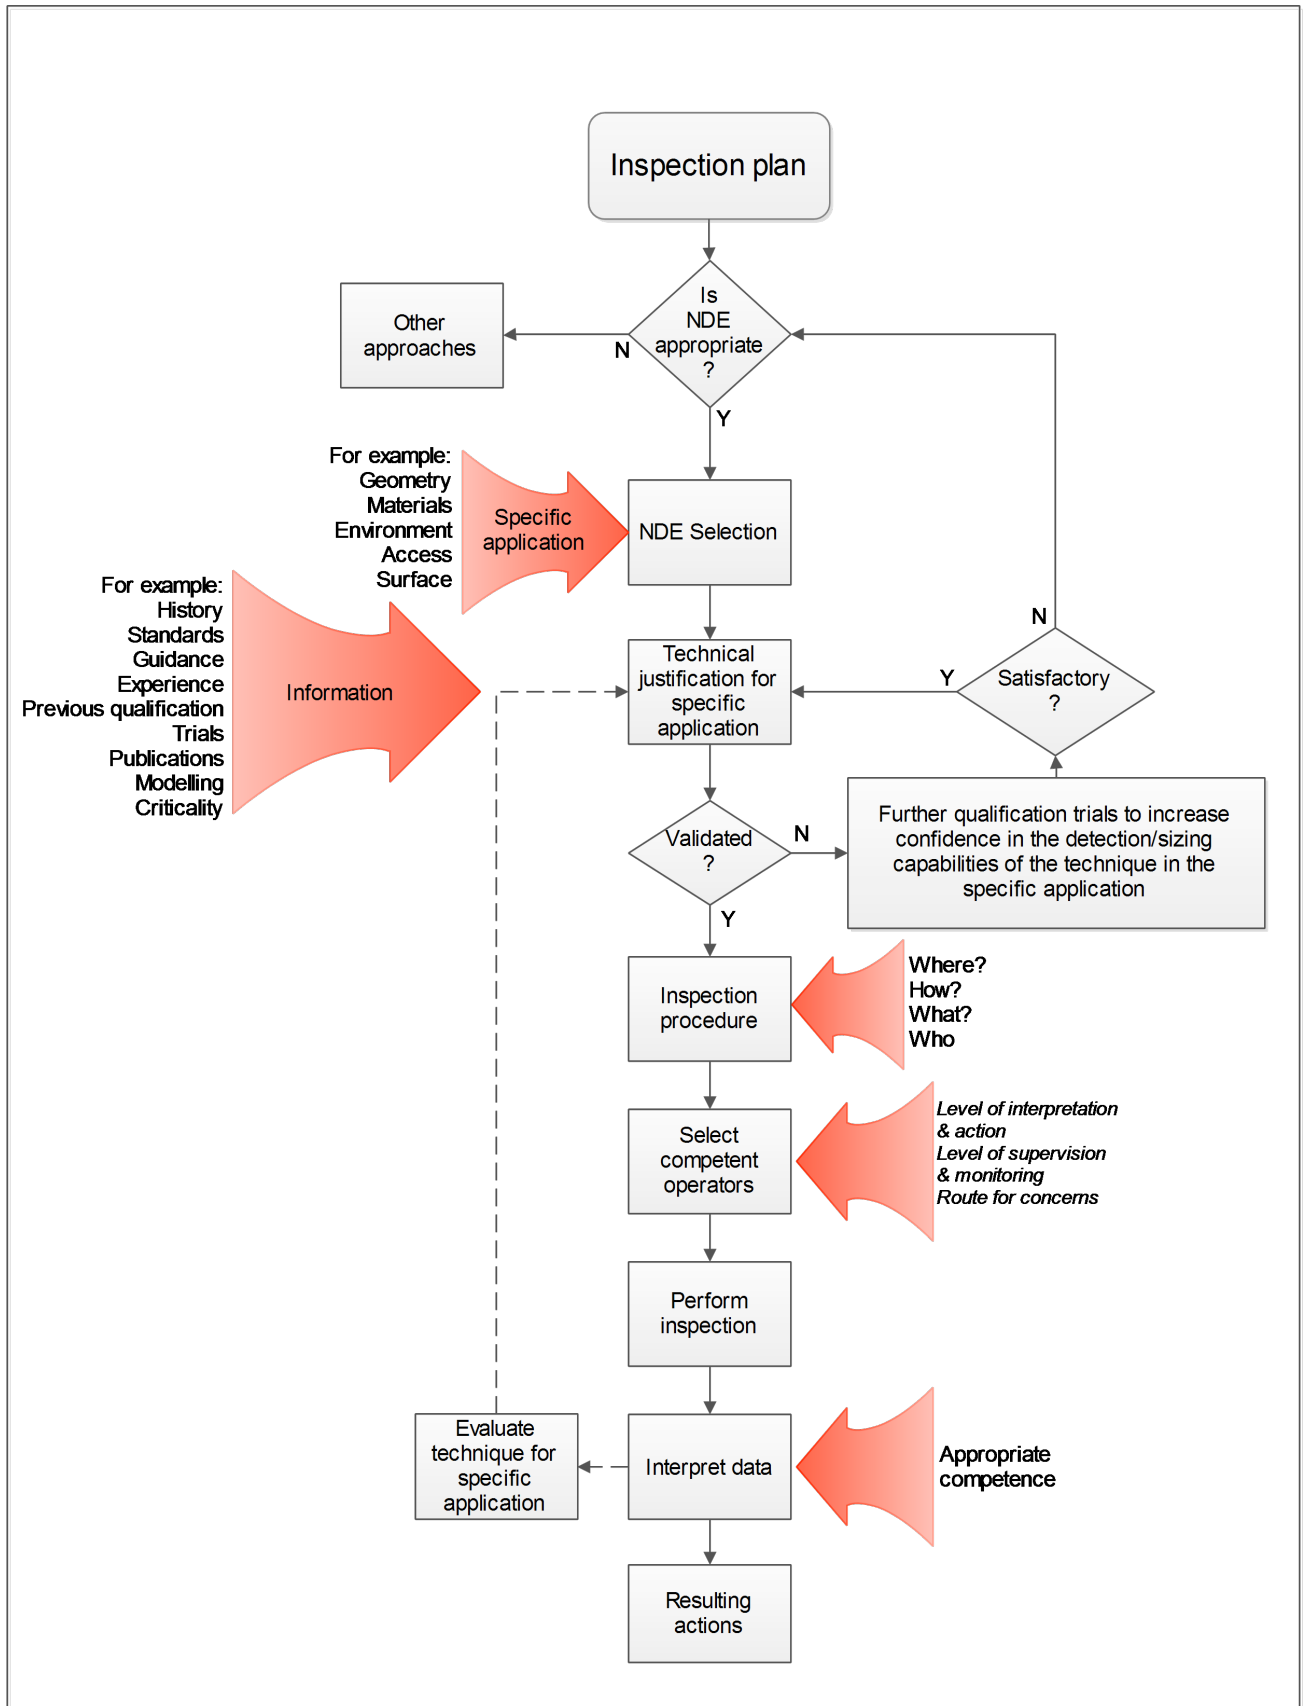 Inspection plan
Is
NDE
appropriate
?
N
Y
Other
approaches
For example:
Geometry
Materials
Environment
Access
Surface
Specific
application
NDE Selection
For example:
History
Standards
Guidance
Experience
Previous qualification
Trials
Publications
Modelling
Criticality
Information
Technical
justification for
specific
application
N
Y
Satisfactory
?
Validated
?
N
Y
Further qualification trials to increase
confidence in the detection/sizing
capabilities of the technique in the
specific application
Inspection
procedure
Where?
How?
What?
Who
Select
competent
operators
Level of interpretation
& action
Level of supervision
& monitoring
Route for concerns
Perform
inspection
Evaluate
technique for
specific
application
Interpret data
Appropriate
competence
Resulting
actions